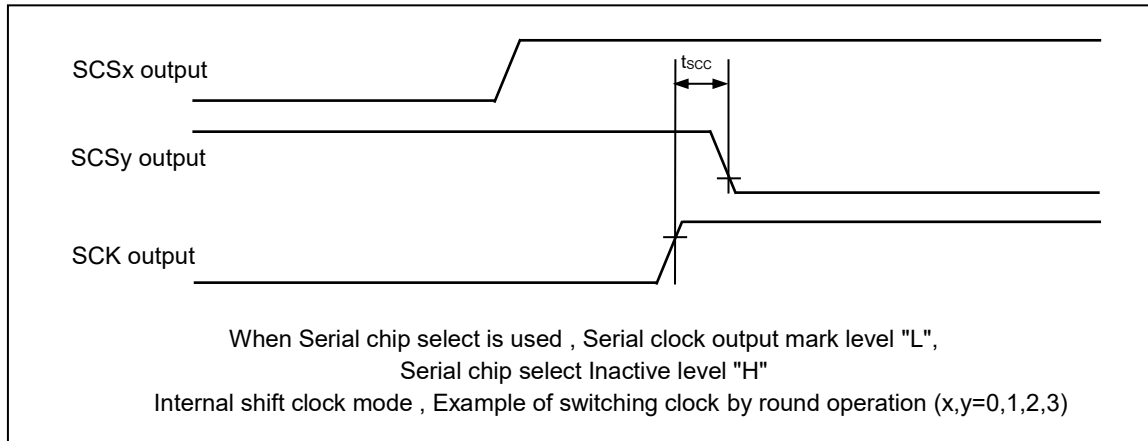 SCSx output
tSCC
SCSy output
SCK output
When Serial chip select is used , Serial clock output mark level "L",
Serial chip select Inactive level "H"
Internal shift clock mode , Example of switching clock by round operation (x,y=0,1,2,3)